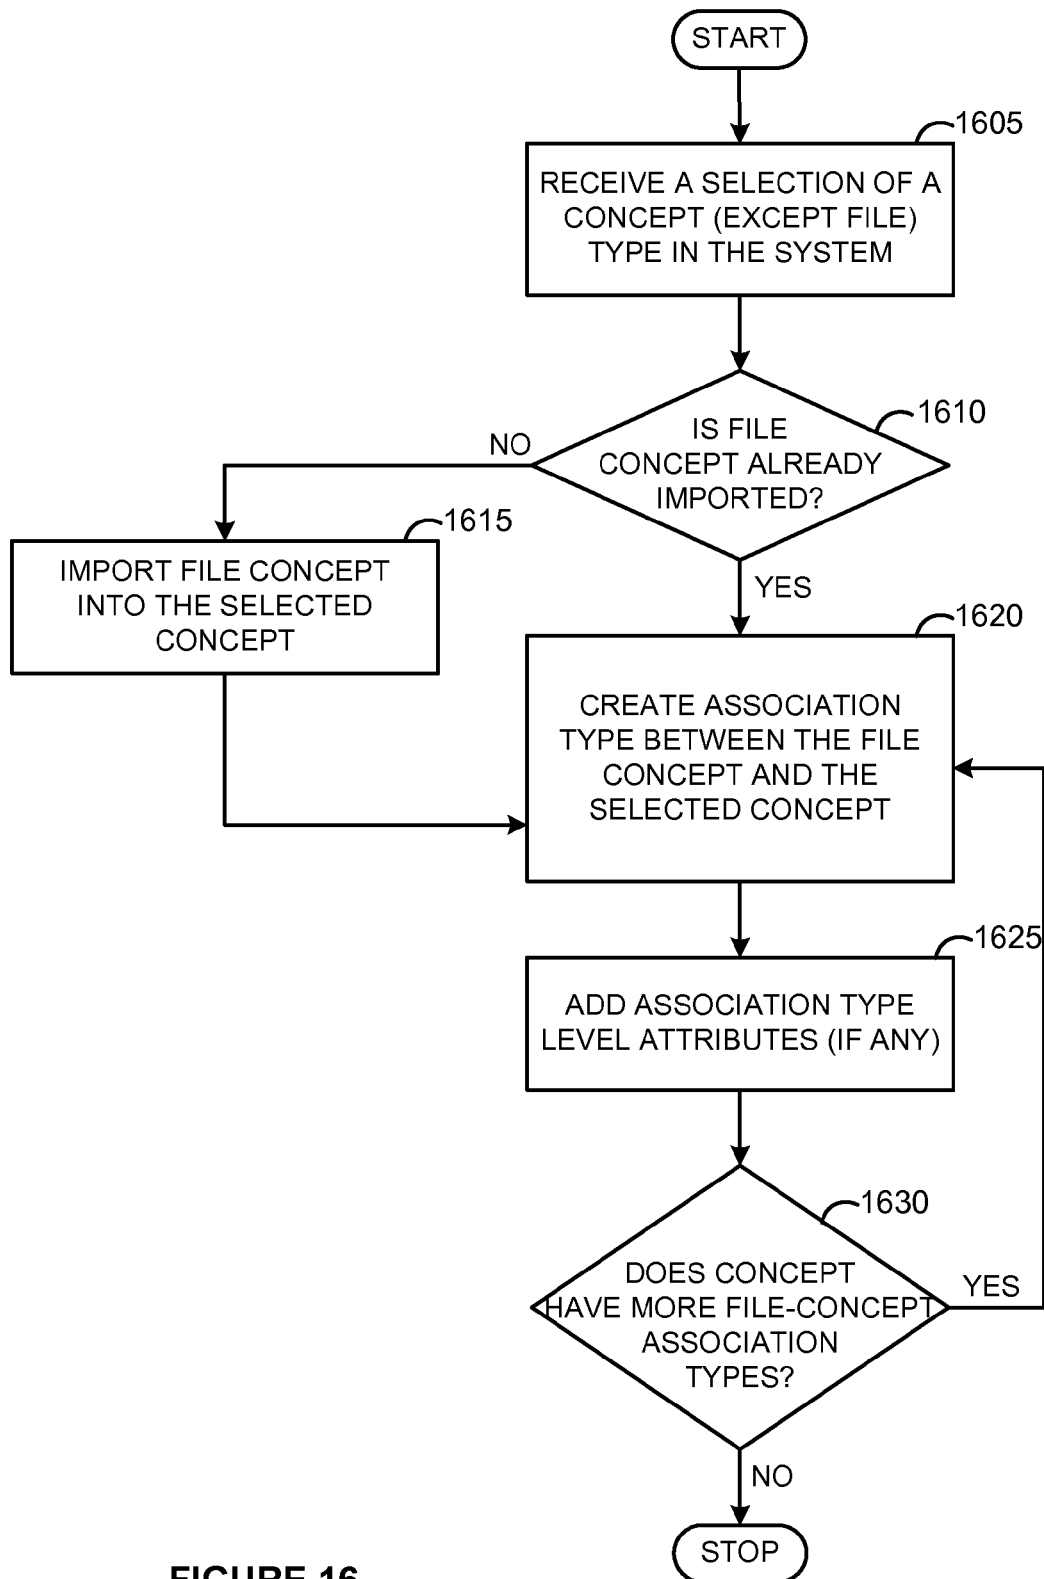 START
1605
RECEIVE A SELECTION OF A
CONCEPT (EXCEPT FILE)
TYPE IN THE SYSTEM
1610
IS FILE
CONCEPT ALREADY
IMPORTED?
NO
1615
IMPORT FILE CONCEPT
INTO THE SELECTED
CONCEPT
YES
1620
CREATE ASSOCIATION
TYPE BETWEEN THE FILE
CONCEPT AND THE
SELECTED CONCEPT
1625
ADD ASSOCIATION TYPE
LEVEL ATTRIBUTES (IF ANY)
1630
DOES CONCEPT
HAVE MORE FILE-CONCEPT
ASSOCIATION
TYPES?
YES
NO
STOP
FIGURE 16